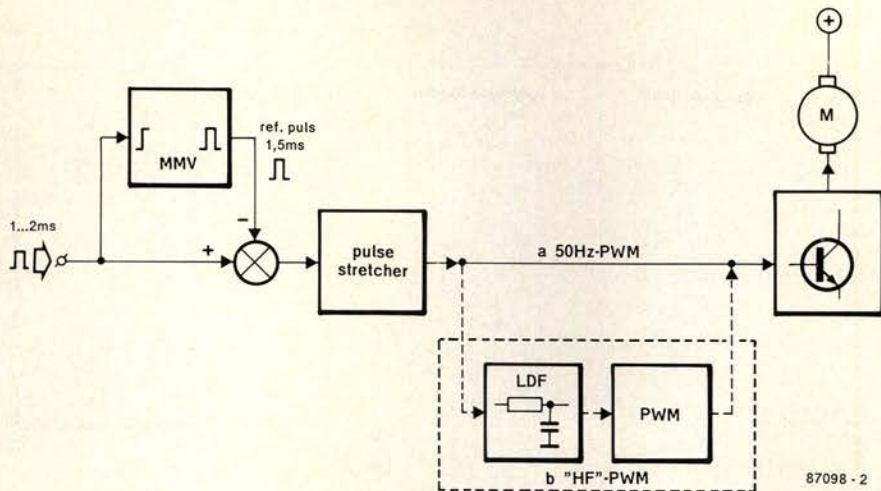 +
M
ref. puls
1,5ms
MMV
−
1...2ms
+
pulse
stretcher
a 50Hz-PWM
LDF
PWM
b "HF"-PWM
87098 - 2